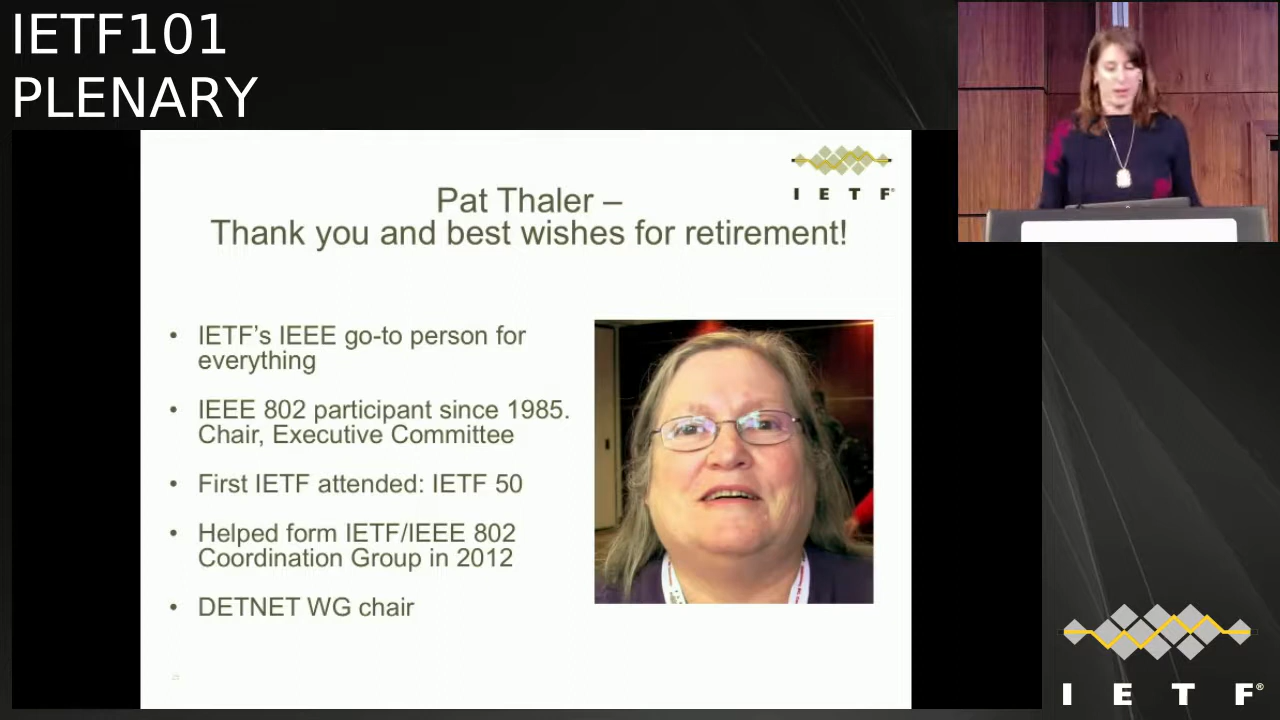 IETF101
PLENARY
I E T F®
Pat Thaler –
Thank you and best wishes for retirement!
• IETF's IEEE go-to person for
everything
• IEEE 802 participant since 1985.
Chair, Executive Committee
• First IETF attended: IETF 50
• Helped form IETF/IEEE 802
Coordination Group in 2012
• DETNET WG chair
I E T F®